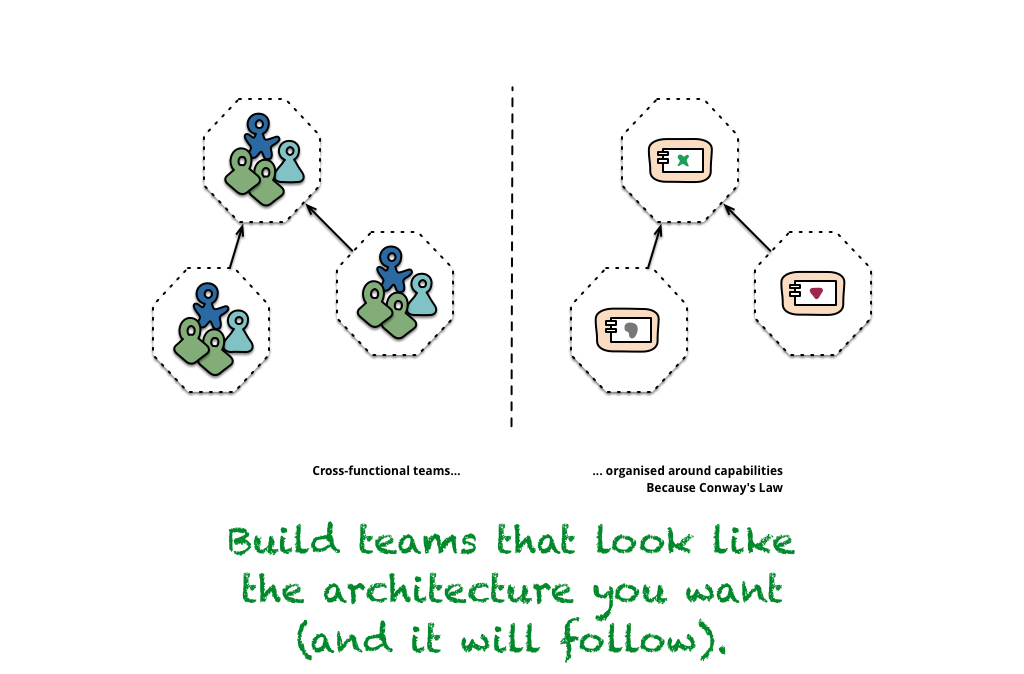 Cross-functional teams...
... organised around capabilities
Because Conway's Law
Build teams that look like
the architecture you want
(and it will follow).